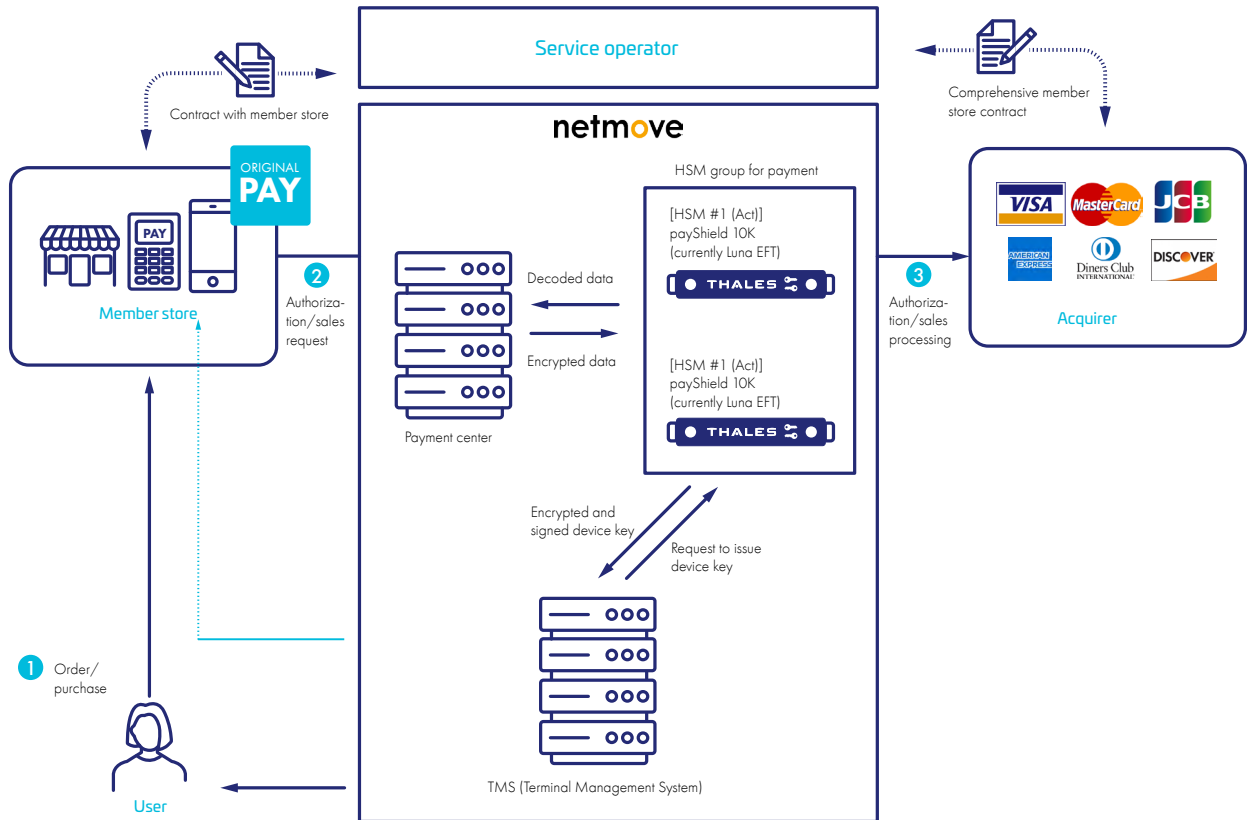 Service operator
Contract with member store
Comprehensive member
store contract
netmove
ORIGINAL
PAY
PAY
Member store
2
Authoriza-
tion/sales
request
HSM group for payment
[HSM #1 (Act)]
payShield 10K
(currently Luna EFT)
THALES
Decoded data
Encrypted data
Payment center
[HSM #1 (Act)]
payShield 10K
(currently Luna EFT)
THALES
3
Authoriza-
tion/sales
processing
VISA
MasterCard
JCB
AMERICAN
EXPRESS
Diners Club
INTERNATIONAL
DISCOVER
Acquirer
Encrypted and
signed device key
Request to issue
device key
TMS (Terminal Management System)
1
Order/
purchase
User